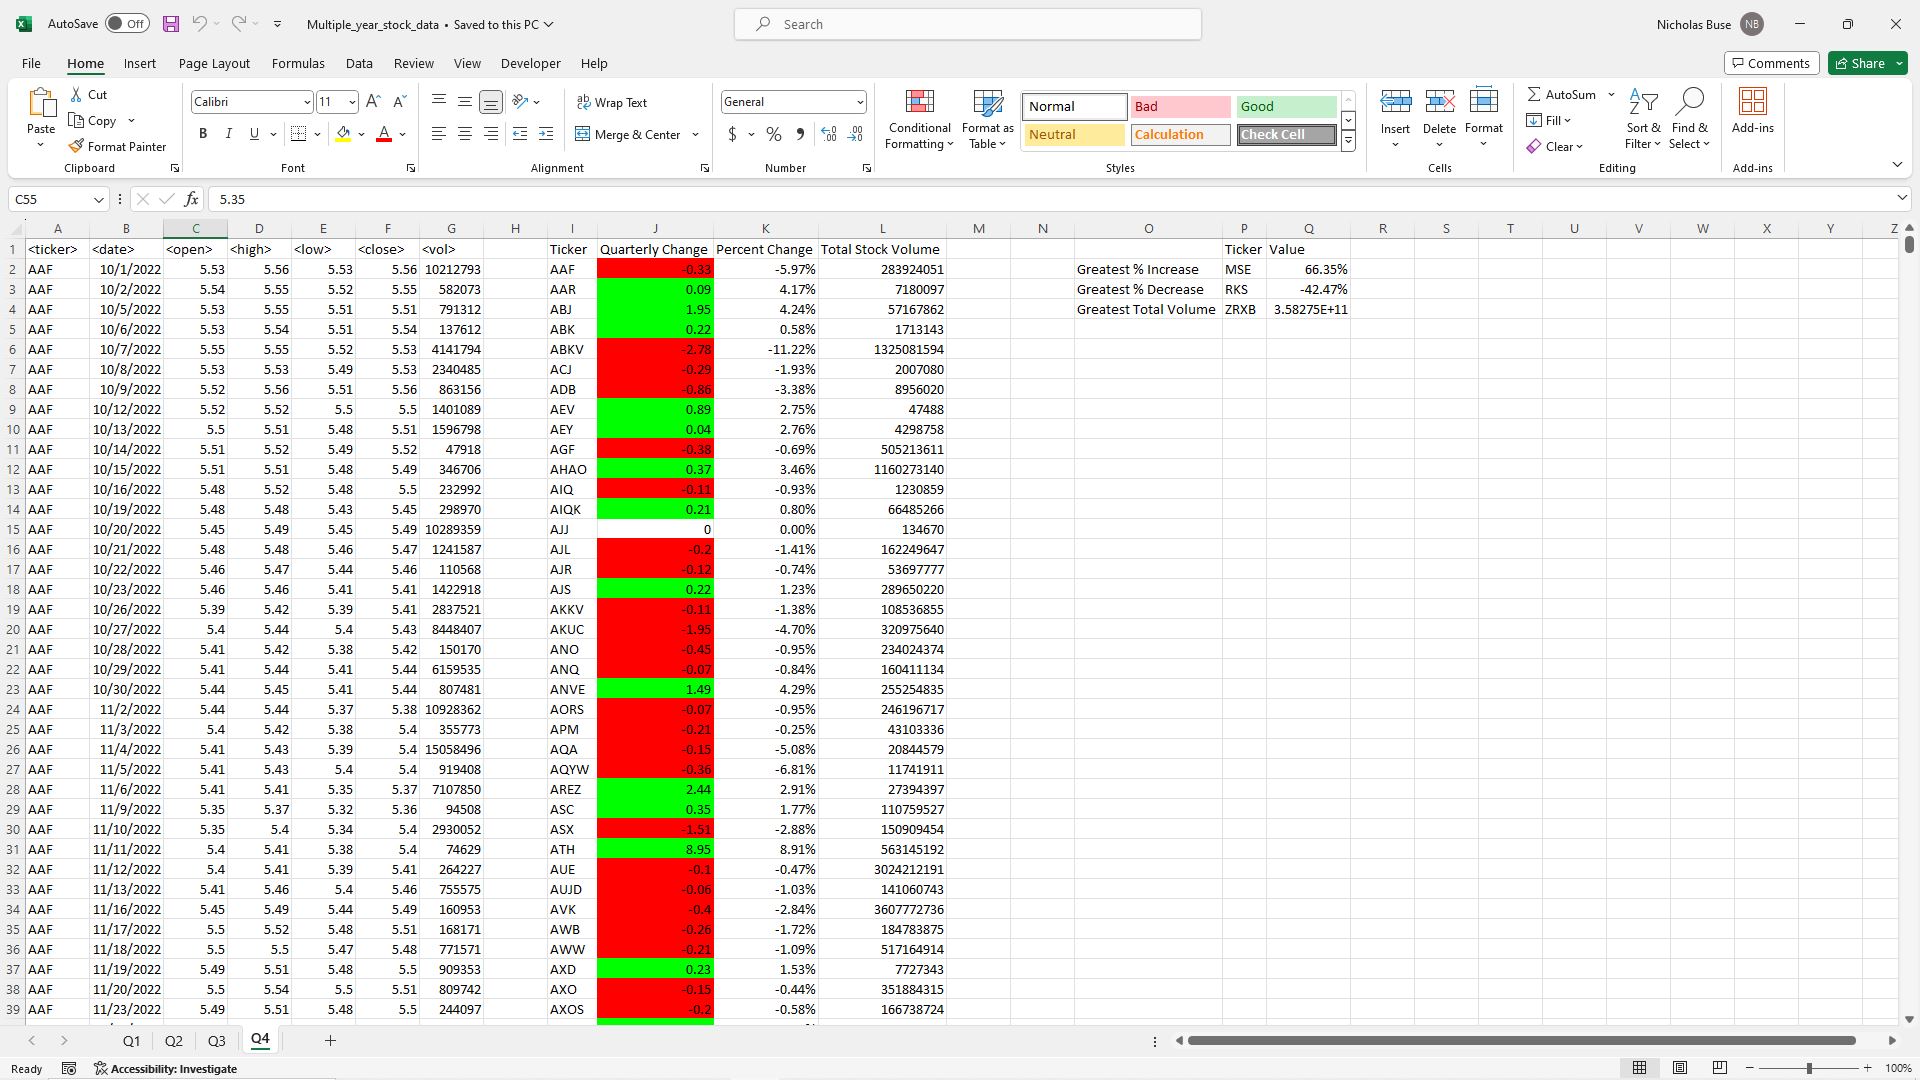 AutoSave Off Multiple_year_stock_data • Saved to this PC Search Nicholas Buse NB
File Home Insert Page Layout Formulas Data Review View Developer Help Comments Share
Paste Cut Copy Format Painter Clipboard
Calibri 11 B I U A Font
Wrap Text Merge & Center Alignment
General $ % Number
Conditional Formatting Format as Table Normal Bad Good Neutral Calculation Check Cell Styles
Insert Delete Format Cells
AutoSum Fill Clear Sort & Filter Find & Select Editing
Add-ins Add-ins
C55 fx 5.35
A B C D E F G H I J K L M N O P Q R S T U V W X Y Z
1 <ticker> <date> <open> <high> <low> <close> <vol> Ticker Quarterly Change Percent Change Total Stock Volume Ticker Value
2 AAF 10/1/2022 5.53 5.56 5.53 5.56 10212793 AAF -0.33 -5.97% 283924051 Greatest % Increase MSE 66.35%
3 AAF 10/2/2022 5.54 5.55 5.52 5.55 582073 AAR 0.09 4.17% 7180097 Greatest % Decrease RKS -42.47%
4 AAF 10/5/2022 5.53 5.55 5.51 5.51 791312 ABJ 1.95 4.24% 57167862 Greatest Total Volume ZRXB 3.58275E+11
5 AAF 10/6/2022 5.53 5.54 5.51 5.54 137612 ABK 0.22 0.58% 1713143
6 AAF 10/7/2022 5.55 5.55 5.52 5.53 4141794 ABKV -2.78 -11.22% 1325081594
7 AAF 10/8/2022 5.53 5.53 5.49 5.53 2340485 ACJ -0.29 -1.93% 2007080
8 AAF 10/9/2022 5.52 5.56 5.51 5.56 863156 ADB -0.86 -3.38% 8956020
9 AAF 10/12/2022 5.52 5.52 5.5 5.5 1401089 AEV 0.89 2.75% 47488
10 AAF 10/13/2022 5.5 5.51 5.48 5.51 1596798 AEY 0.04 2.76% 4298758
11 AAF 10/14/2022 5.51 5.52 5.49 5.52 47918 AGF -0.38 -0.69% 505213611
12 AAF 10/15/2022 5.51 5.51 5.48 5.49 346706 AHAO 0.37 3.46% 1160273140
13 AAF 10/16/2022 5.48 5.52 5.48 5.5 232992 AIQ -0.11 -0.93% 1230859
14 AAF 10/19/2022 5.48 5.48 5.43 5.45 298970 AIQK 0.21 0.80% 66485266
15 AAF 10/20/2022 5.45 5.49 5.45 5.49 10289359 AJJ 0 0.00% 134670
16 AAF 10/21/2022 5.48 5.48 5.46 5.47 1241587 AJL -0.2 -1.41% 162249647
17 AAF 10/22/2022 5.46 5.47 5.44 5.46 110568 AJR -0.12 -0.74% 53697777
18 AAF 10/23/2022 5.46 5.46 5.41 5.41 1422918 AJS 0.22 1.23% 289650220
19 AAF 10/26/2022 5.39 5.42 5.39 5.41 2837521 AKKV -0.11 -1.38% 108536855
20 AAF 10/27/2022 5.4 5.44 5.4 5.43 8448407 AKUC -1.95 -4.70% 320975640
21 AAF 10/28/2022 5.41 5.42 5.38 5.42 150170 ANO -0.45 -0.95% 234024374
22 AAF 10/29/2022 5.41 5.44 5.41 5.44 6159535 ANQ -0.07 -0.84% 160411134
23 AAF 10/30/2022 5.44 5.45 5.41 5.44 807481 ANVE 1.49 4.29% 255254835
24 AAF 11/2/2022 5.44 5.44 5.37 5.38 10928362 AORS -0.07 -0.95% 246196717
25 AAF 11/3/2022 5.4 5.42 5.38 5.4 355773 APM -0.21 -0.25% 43103336
26 AAF 11/4/2022 5.41 5.43 5.39 5.4 15058496 AQA -0.15 -5.08% 20844579
27 AAF 11/5/2022 5.41 5.43 5.4 5.4 919408 AQYW -0.36 -6.81% 11741911
28 AAF 11/6/2022 5.41 5.41 5.35 5.37 7107850 AREZ 2.44 2.91% 27394397
29 AAF 11/9/2022 5.35 5.37 5.32 5.36 94508 ASC 0.35 1.77% 110759527
30 AAF 11/10/2022 5.35 5.4 5.34 5.4 2930052 ASX -1.51 -2.88% 150909454
31 AAF 11/11/2022 5.4 5.41 5.38 5.4 74629 ATH 8.95 8.91% 563145192
32 AAF 11/12/2022 5.4 5.41 5.39 5.41 264227 AUE -0.1 -0.47% 3024212191
33 AAF 11/13/2022 5.41 5.46 5.4 5.46 755575 AUJD -0.06 -1.03% 141060743
34 AAF 11/16/2022 5.45 5.49 5.44 5.49 160953 AVK -0.4 -2.84% 3607772736
35 AAF 11/17/2022 5.5 5.52 5.48 5.51 168171 AWB -0.26 -1.72% 184783875
36 AAF 11/18/2022 5.5 5.5 5.47 5.48 771571 AWW -0.21 -1.09% 517164914
37 AAF 11/19/2022 5.49 5.51 5.48 5.5 909353 AXD 0.23 1.53% 7727343
38 AAF 11/20/2022 5.5 5.54 5.5 5.51 809742 AXO -0.15 -0.44% 351884315
39 AAF 11/23/2022 5.49 5.51 5.48 5.5 244097 AXOS -0.2 -0.58% 166738724
Q1 Q2 Q3 Q4
Ready Accessibility: Investigate 100%